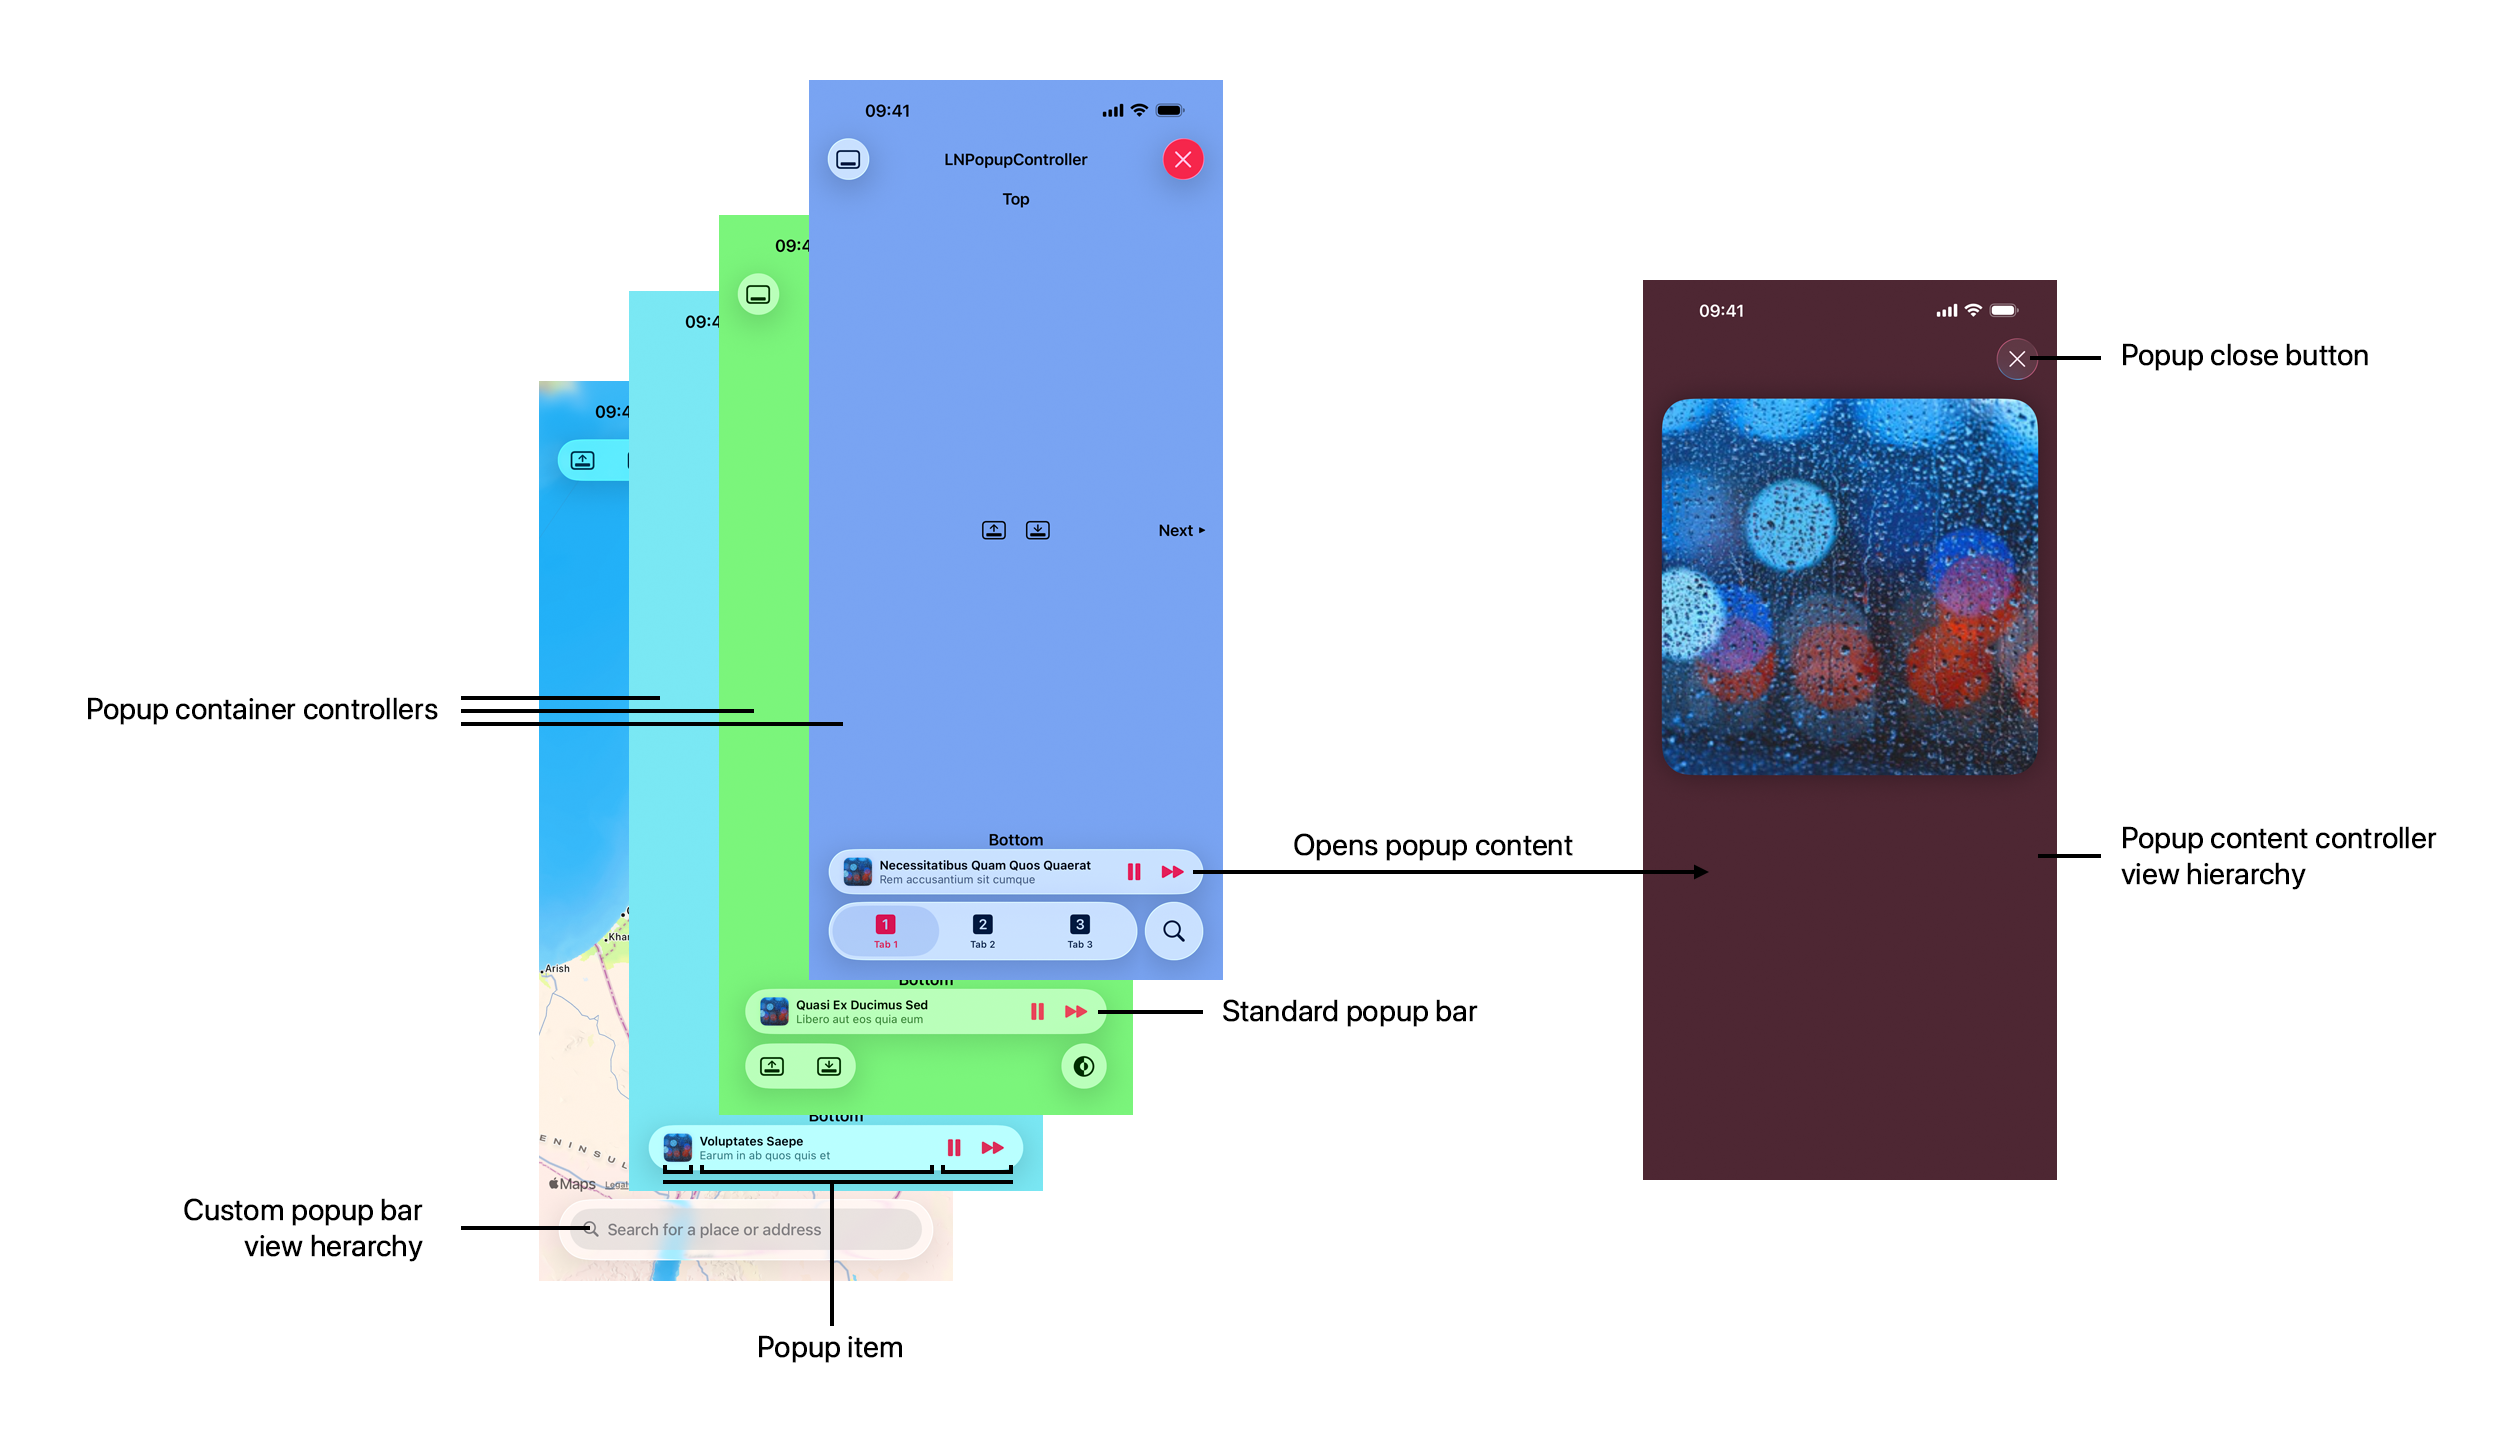 09:41
LNPopupController
Top
Next ▸
Bottom
Necessitatibus Quam Quos Quaerat
Rem accusantium sit cumque
1
2
3
Tab 1
Tab 2
Tab 3
09:4
Bottom
Quasi Ex Ducimus Sed
Libero aut eos quia eum
09:4
Bottom
Voluptates Saepe
Earum in ab quos quis et
09:4
Arish
ENINSUL
Maps
Legal
Search for a place or address
Popup container controllers
Custom popup bar
view herarchy
Popup item
Standard popup bar
Opens popup content
09:41
Popup close button
Popup content controller
view hierarchy